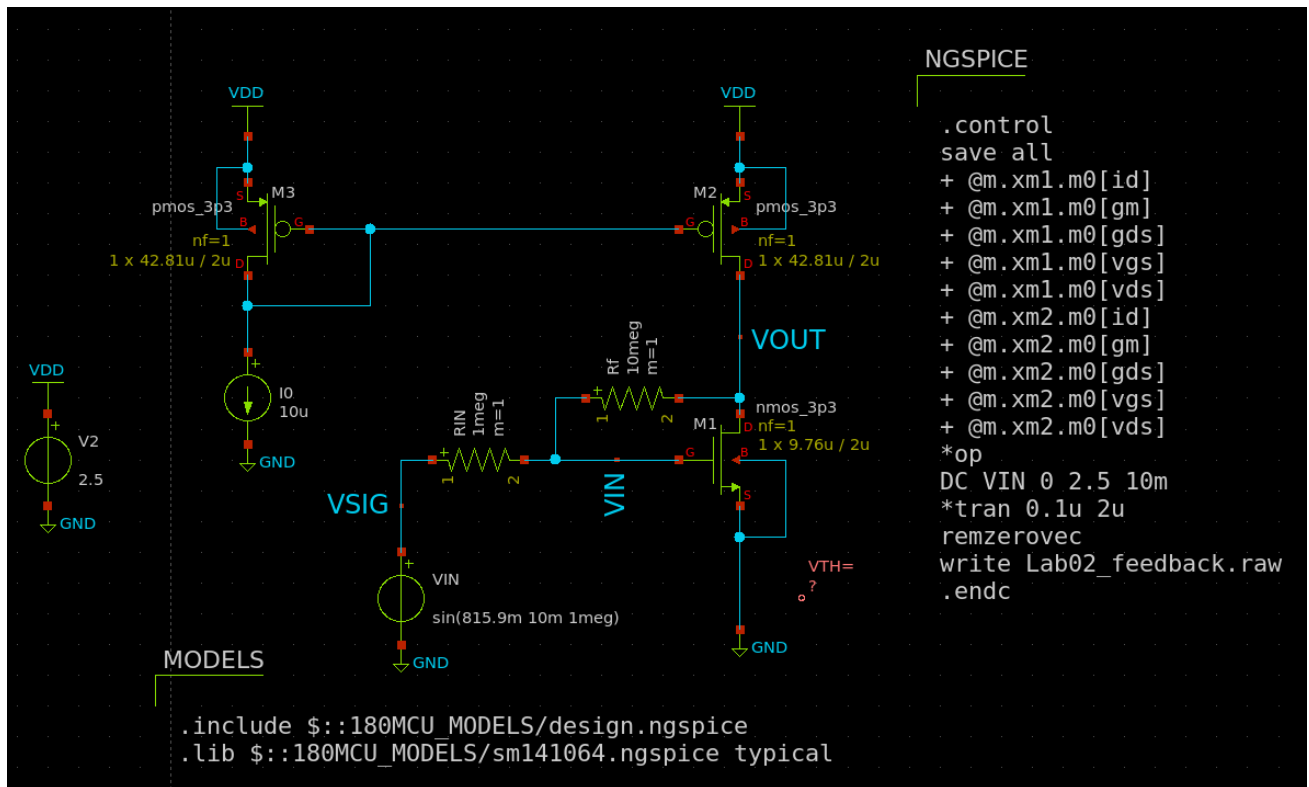 NGSPICE
.control
save all
+ @m.xm1.m0[id]
+ @m.xm1.m0[gm]
+ @m.xm1.m0[gds]
+ @m.xm1.m0[vgs]
+ @m.xm1.m0[vds]
+ @m.xm2.m0[id]
+ @m.xm2.m0[gm]
+ @m.xm2.m0[gds]
+ @m.xm2.m0[vgs]
+ @m.xm2.m0[vds]
*op
DC VIN 0 2.5 10m
*tran 0.1u 2u
remzerovec
write Lab02_feedback.raw
.endc
VDD
M3
S
pmos_3p3
B
G
nf=1
1 x 42.81u / 2u
D
VDD
M2
S
pmos_3p3
G
B
nf=1
D
1 x 42.81u / 2u
+
I0
10u
GND
VDD
+
V2
2.5
GND
VOUT
Rf
10meg
m=1
+
1
2
RIN
1meg
m=1
+
1
2
nmos_3p3
M1
nf=1
D
1 x 9.76u / 2u
G
B
S
VIN
VSIG
+
VIN
sin(815.9m 10m 1meg)
GND
VTH=
?
GND
MODELS
.include $::180MCU_MODELS/design.ngspice
.lib $::180MCU_MODELS/sm141064.ngspice typical